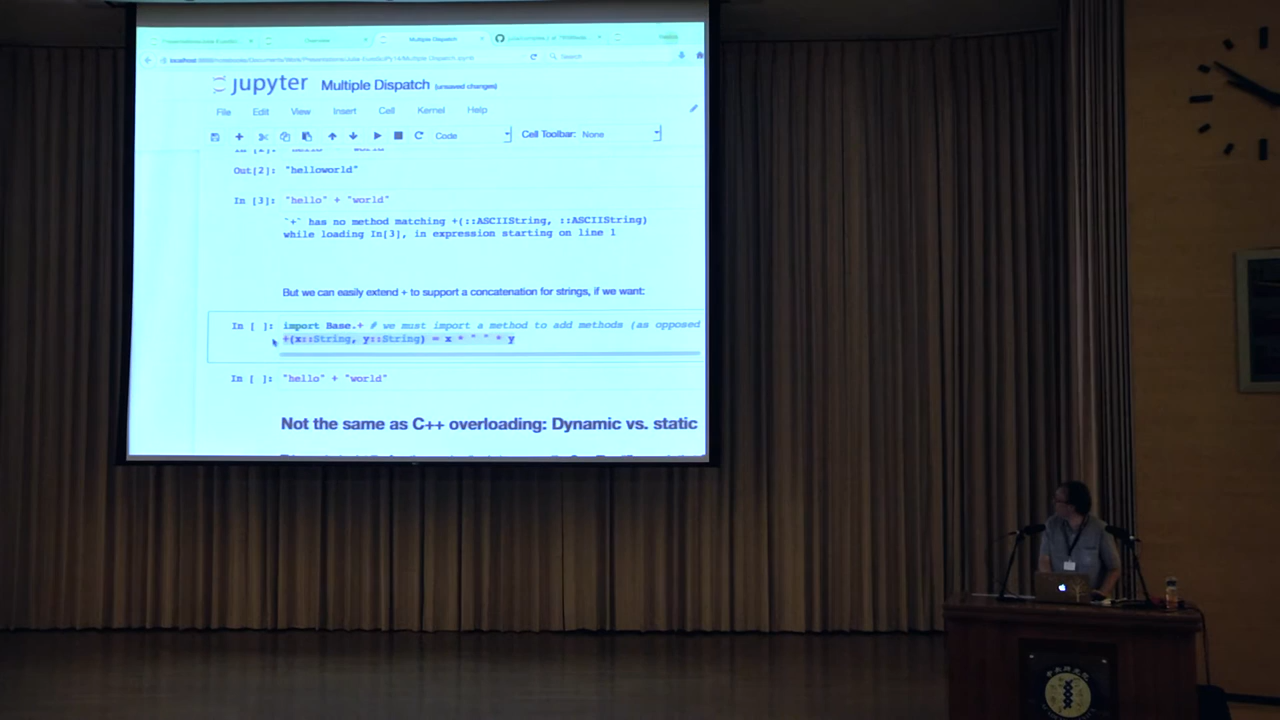 Multiple Dispatch
Search
jupyter Multiple Dispatch (unsaved changes)
File Edit View Insert Cell Kernel Help
Code Cell Toolbar: None
Out[2]: "helloworld"
In [3]: "hello" + "world"
`+` has no method matching +(::ASCIIString, ::ASCIIString)
while loading In[3], in expression starting on line 1
But we can easily extend + to support a concatenation for strings, if we want:
In [ ]: import Base.+ # we must import a method to add methods (as opposed
+(x::String, y::String) = x * " " * y
In [ ]: "hello" + "world"
Not the same as C++ overloading: Dynamic vs. static